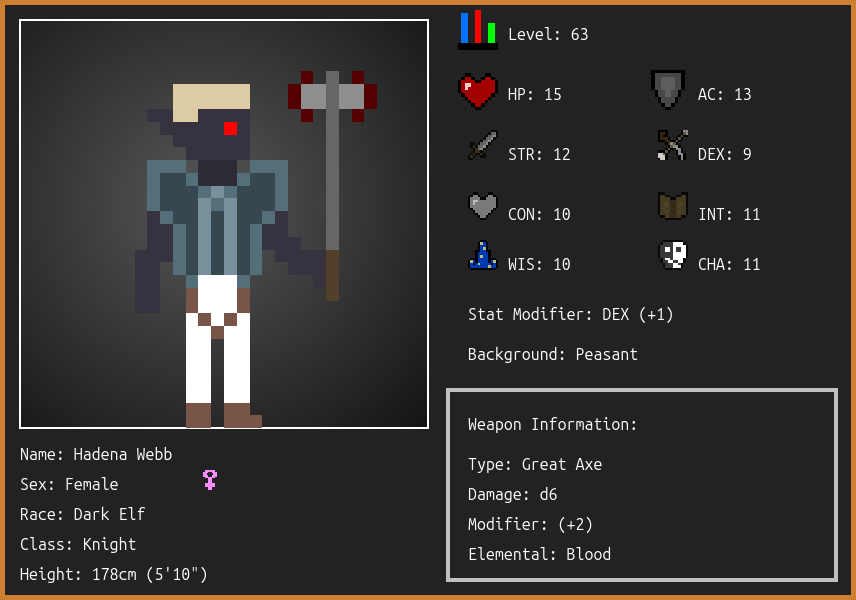 Level: 63
HP: 15
AC: 13
STR: 12
DEX: 9
CON: 10
INT: 11
WIS: 10
CHA: 11
Stat Modifier: DEX (+1)
Background: Peasant
Weapon Information:
Type: Great Axe
Damage: d6
Modifier: (+2)
Elemental: Blood
Name: Hadena Webb
Sex: Female
Race: Dark Elf
Class: Knight
Height: 178cm (5'10")